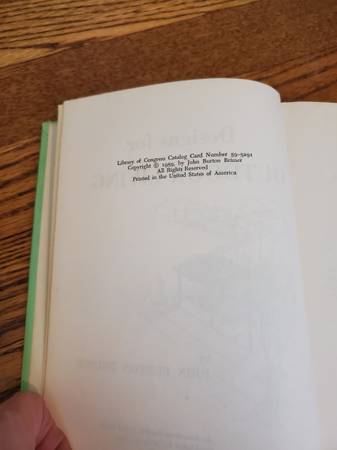 Library of Congress Catalog Card Number 59-5291
Copyright © 1959, by John Burton Brimer
All Rights Reserved
Printed in the United States of America